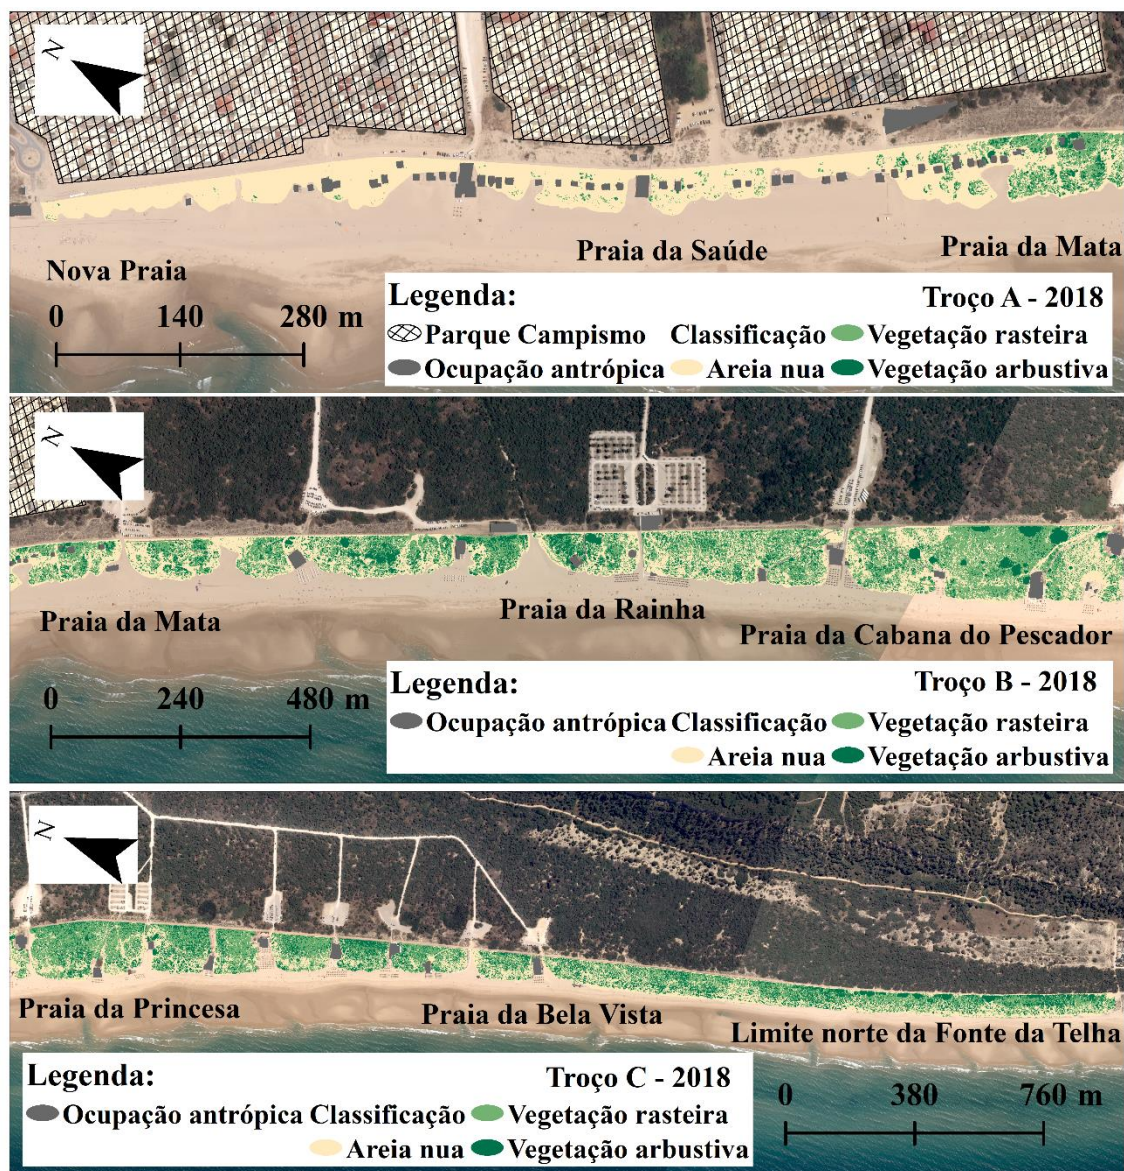 N
Nova Praia
Praia da Saúde
Praia da Mata
0 140 280 m
Legenda: Troço A - 2018
Parque Campismo Classificação Vegetação rasteira
Ocupação antrópica Areia nua Vegetação arbustiva
N
Praia da Mata
Praia da Rainha
Praia da Cabana do Pescador
0 240 480 m
Legenda: Troço B - 2018
Ocupação antrópica Classificação Vegetação rasteira
Areia nua Vegetação arbustiva
N
Praia da Princesa
Praia da Bela Vista
Limite norte da Fonte da Telha
Legenda: Troço C - 2018
Ocupação antrópica Classificação Vegetação rasteira
Areia nua Vegetação arbustiva
0 380 760 m